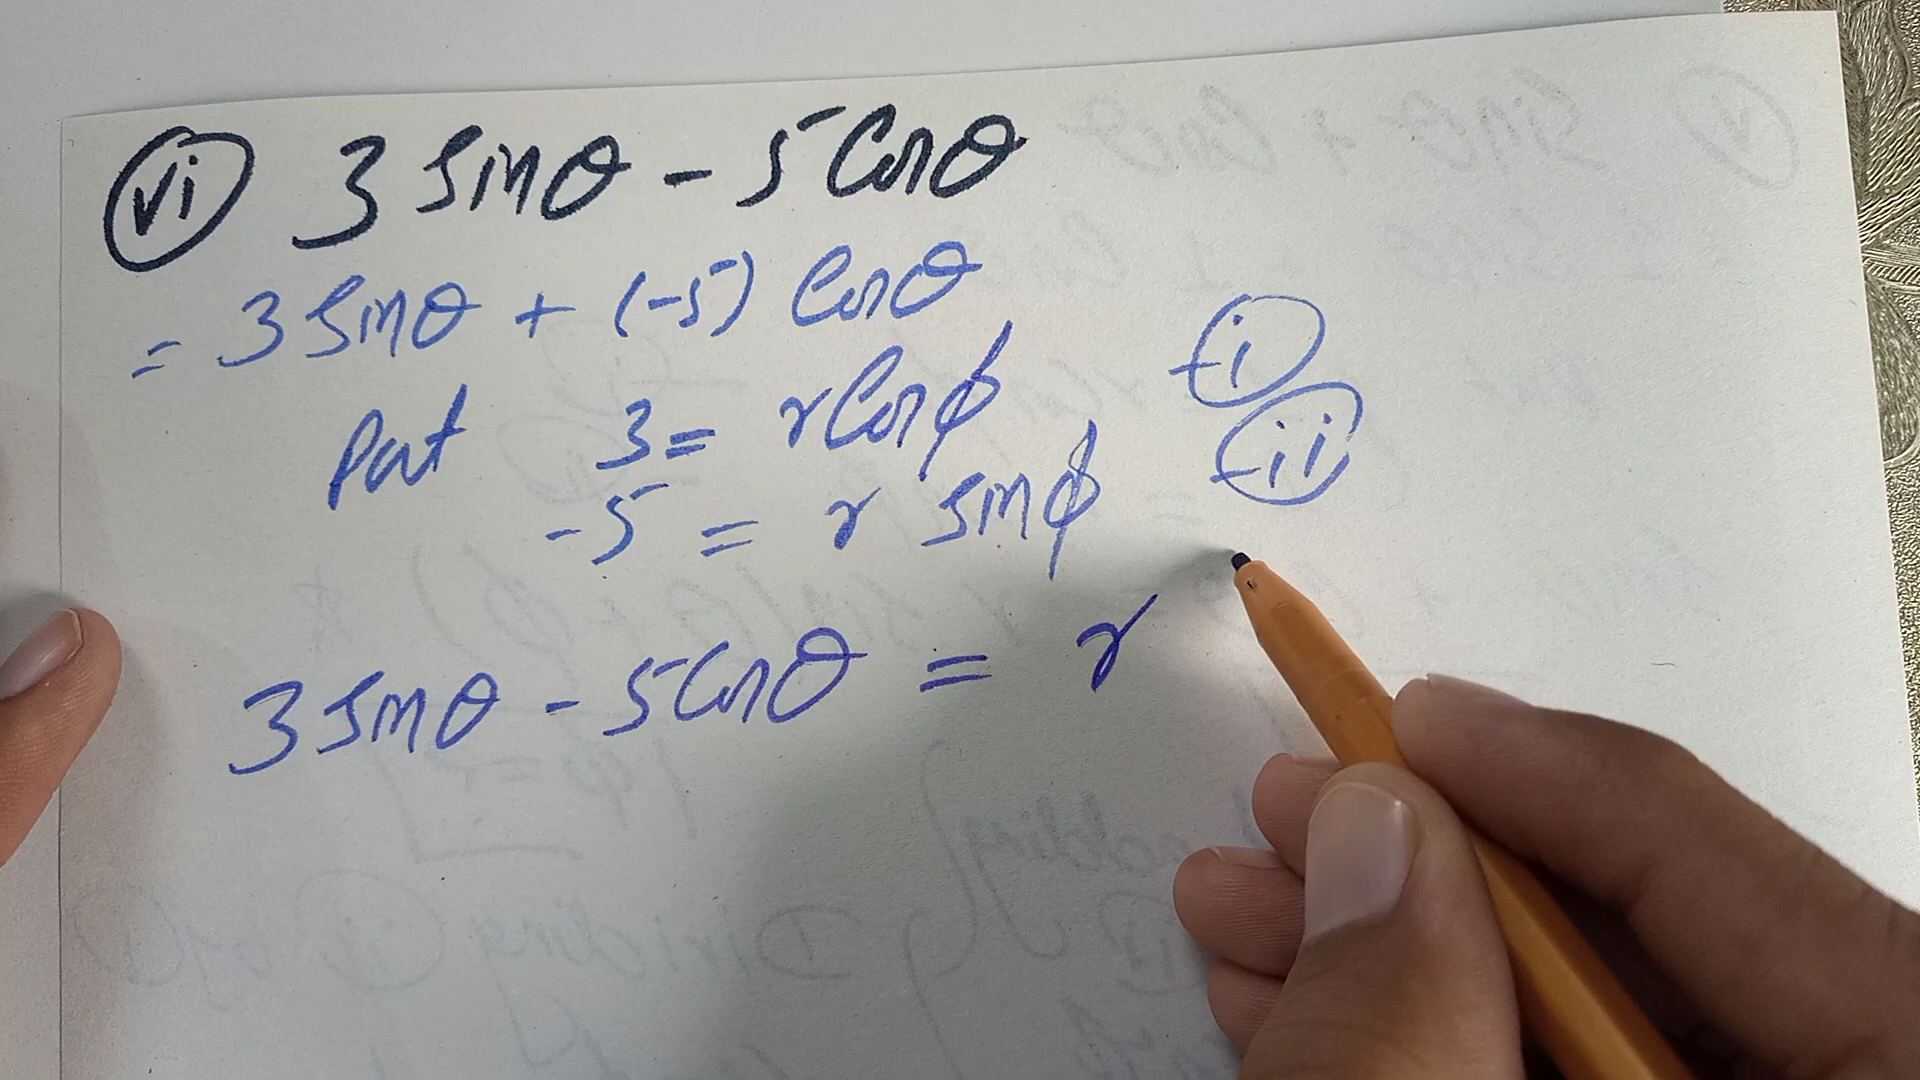 (vi) 3 Sinθ - 5 Cosθ
= 3 Sinθ + (-5) Cosθ
Put 3 = r Cosϕ -(i)
-5 = r Sinϕ -(ii)
3 Sinθ - 5 Cosθ = r